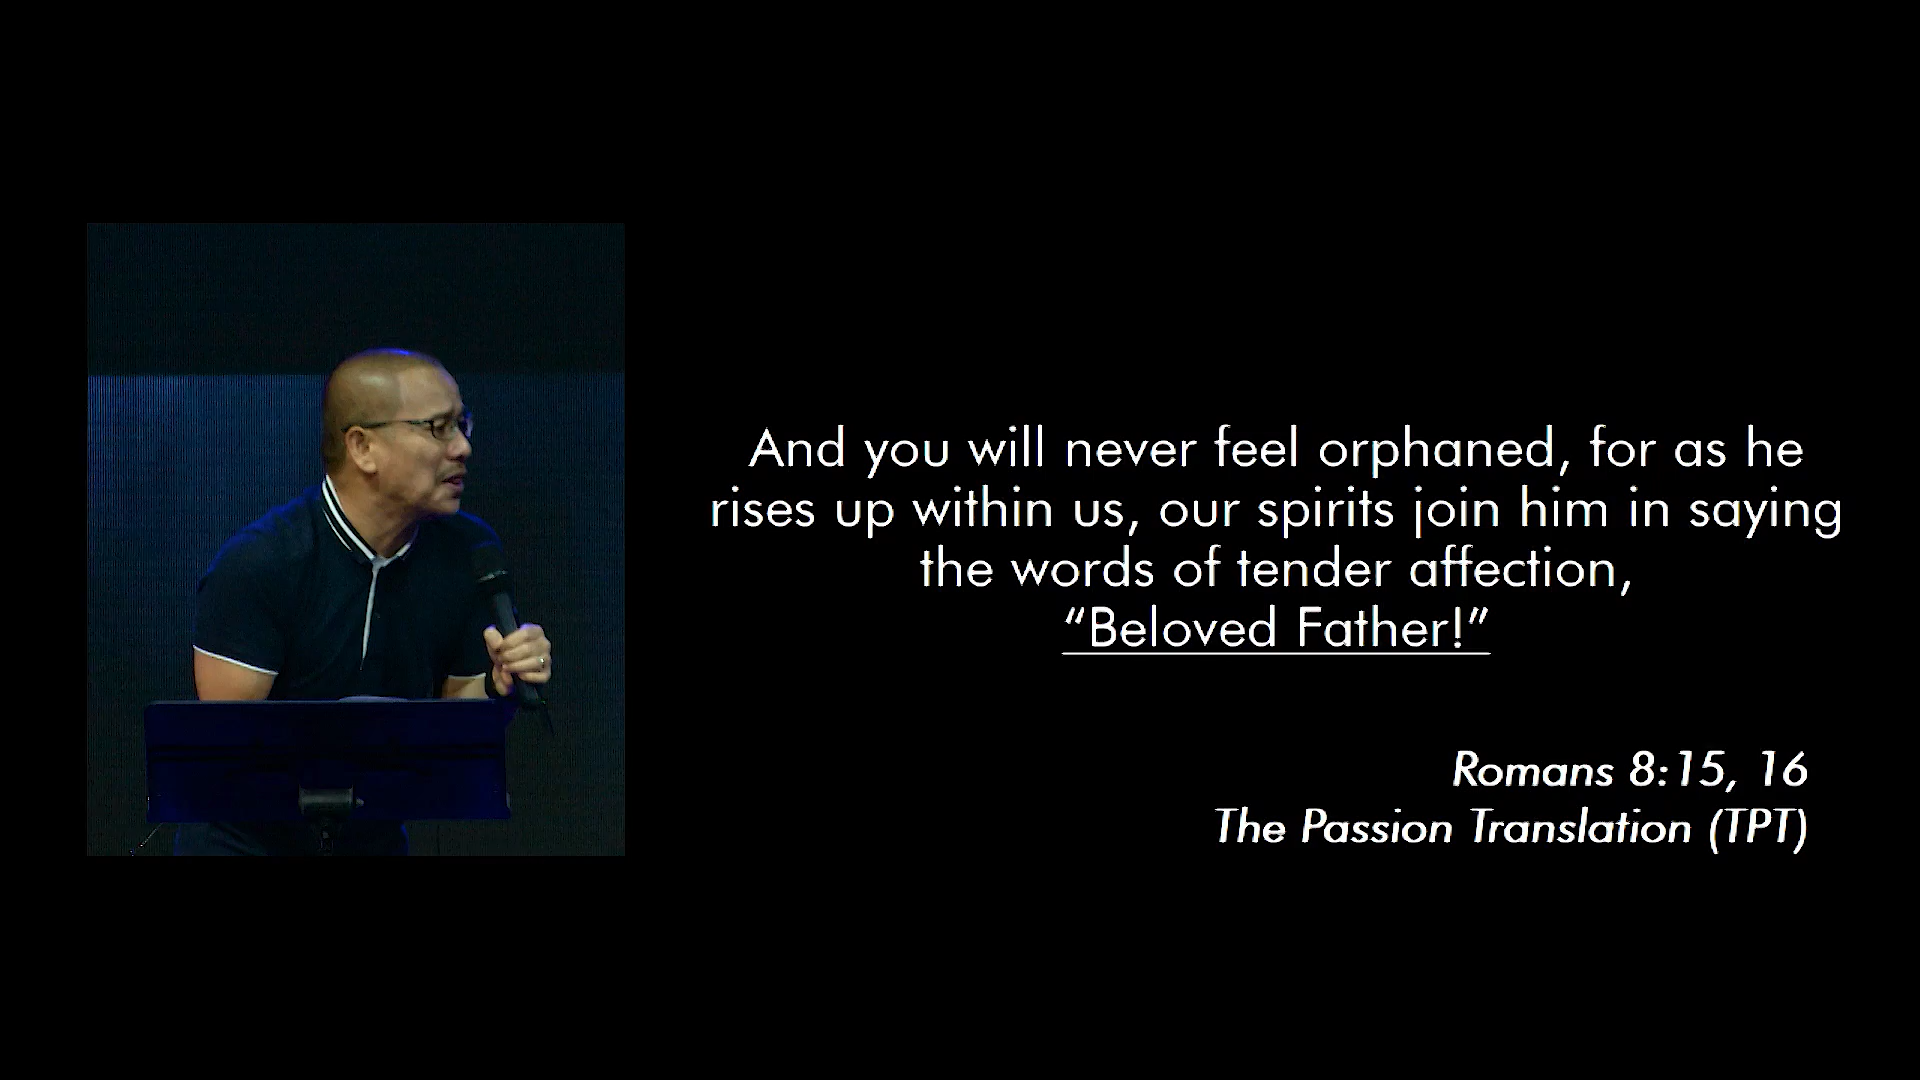 And you will never feel orphaned, for as he
rises up within us, our spirits join him in saying
the words of tender affection,
“Beloved Father!”
Romans 8:15, 16
The Passion Translation (TPT)